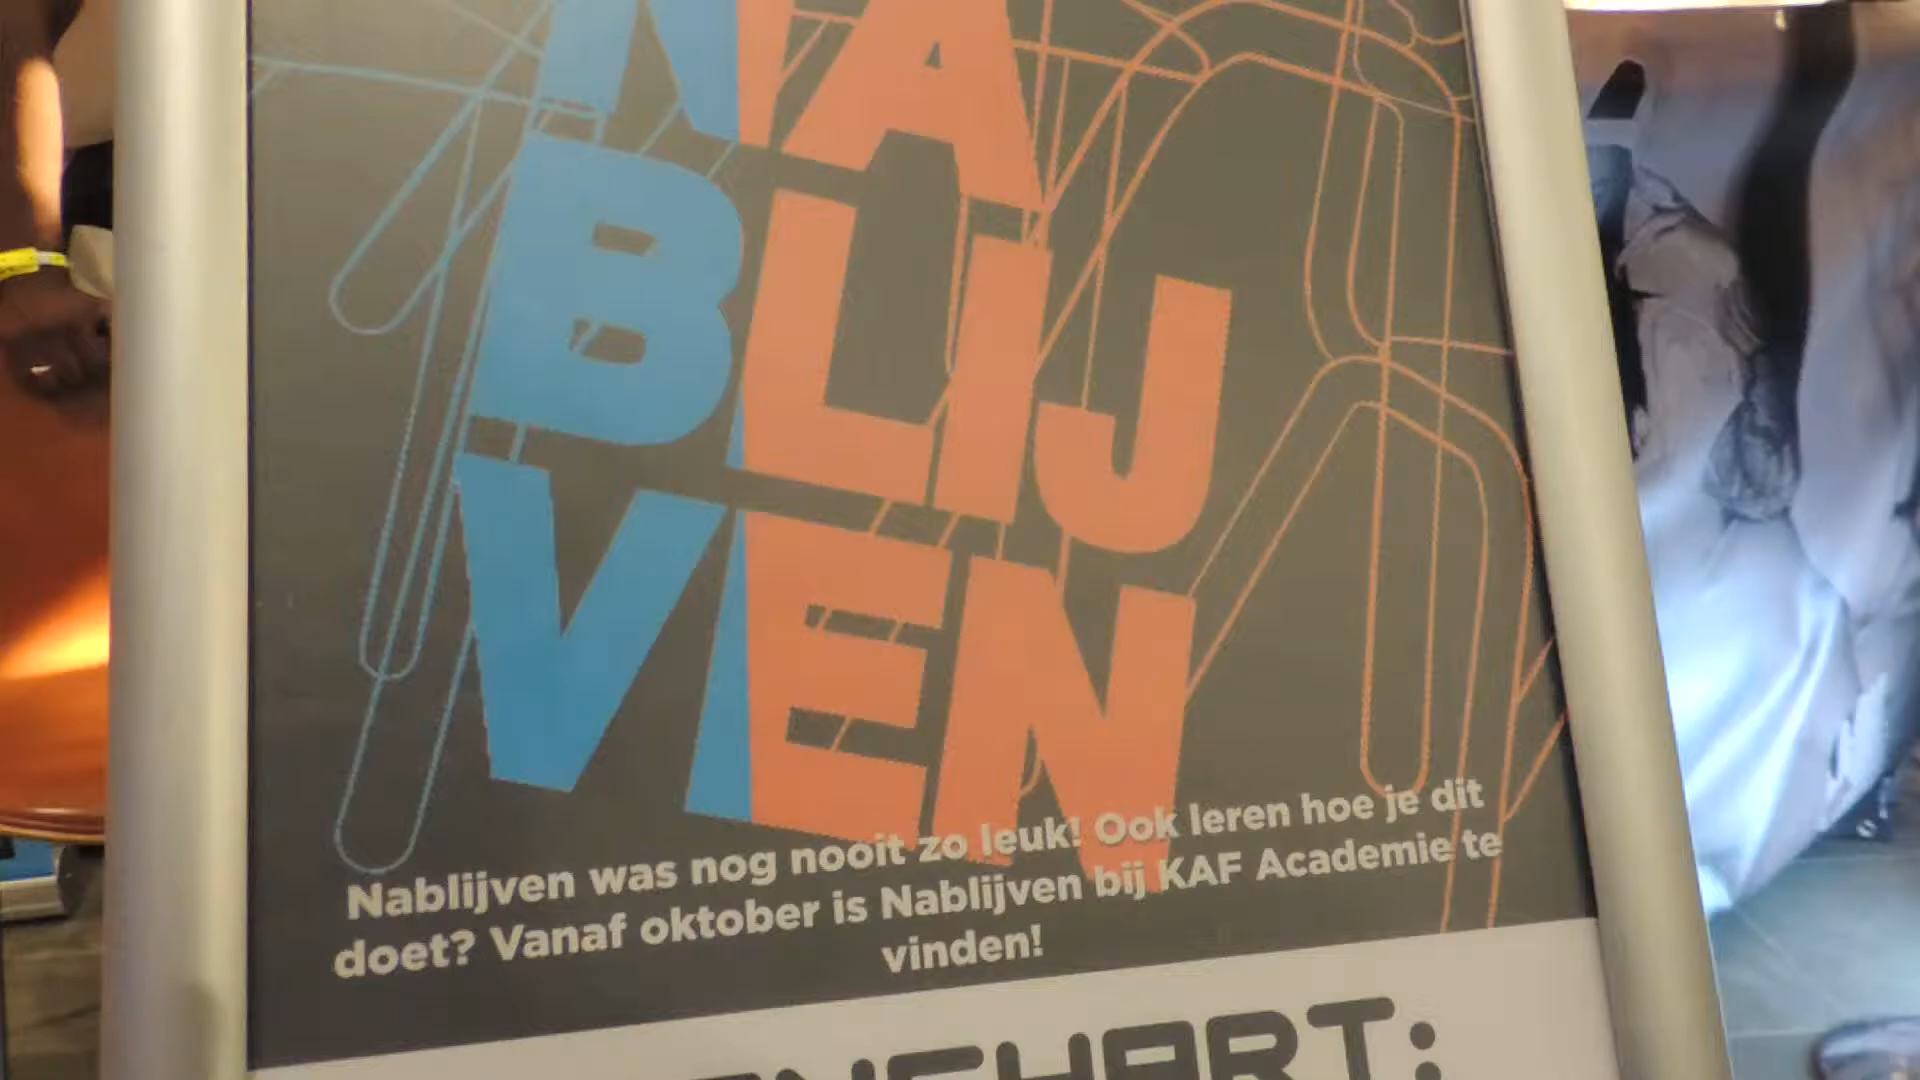 NA
BLIJ
VEN
Nablijven was nog nooit zo leuk! Ook leren hoe je dit
doet? Vanaf oktober is Nablijven bij KAF Academie te
vinden!